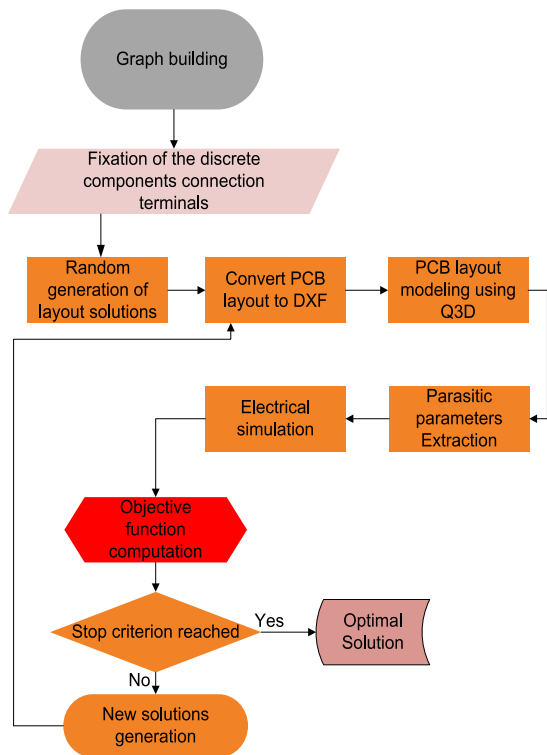 Graph building
Fixation of the discrete
components connection
terminals
Random
generation of
layout solutions
Convert PCB
layout to DXF
PCB layout
modeling using
Q3D
Parasitic
parameters
Extraction
Electrical
simulation
Objective
function
computation
Stop criterion reached
Yes
Optimal
Solution
No
New solutions
generation